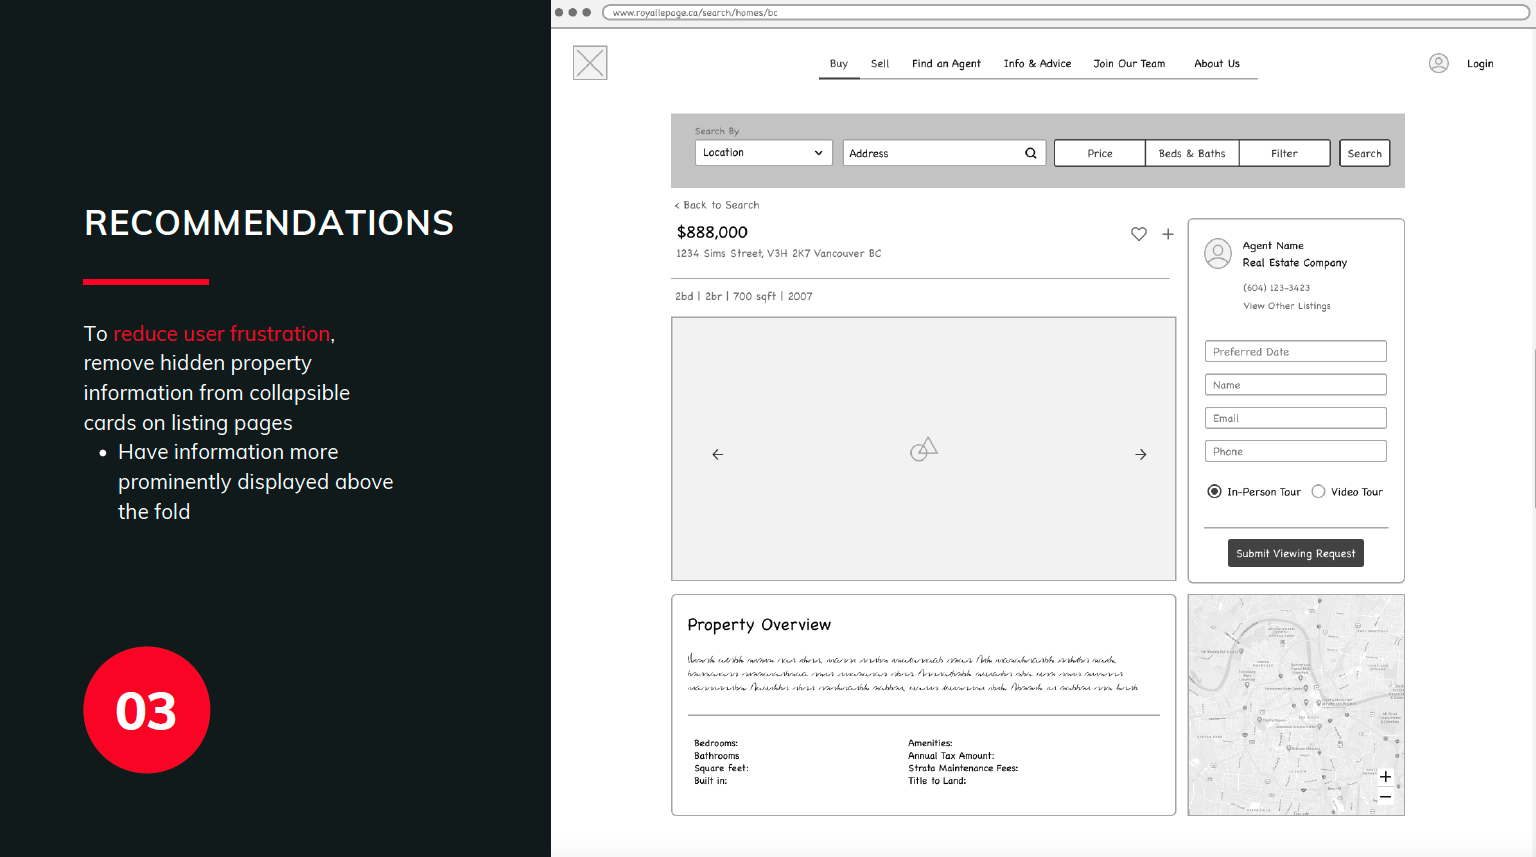 RECOMMENDATIONS
To reduce user frustration,
remove hidden property
information from collapsible
cards on listing pages
• Have information more
prominently displayed above
the fold
03
www.royallepage.ca/search/homes/bc
Buy Sell Find an Agent Info & Advice Join Our Team About Us Login
Search By
Location Address Price Beds & Baths Filter Search
< Back to Search
$888,000
1234 Sims Street, V3H 2K7 Vancouver BC
2bd | 2br | 700 sqft | 2007
Agent Name
Real Estate Company
(604) 123-3423
View Other Listings
Preferred Date
Name
Email
Phone
In-Person Tour Video Tour
Submit Viewing Request
Property Overview
Bedrooms: Amenities:
Bathrooms Annual Tax Amount:
Square feet: Strata Maintenance Fees:
Built in: Title to Land: